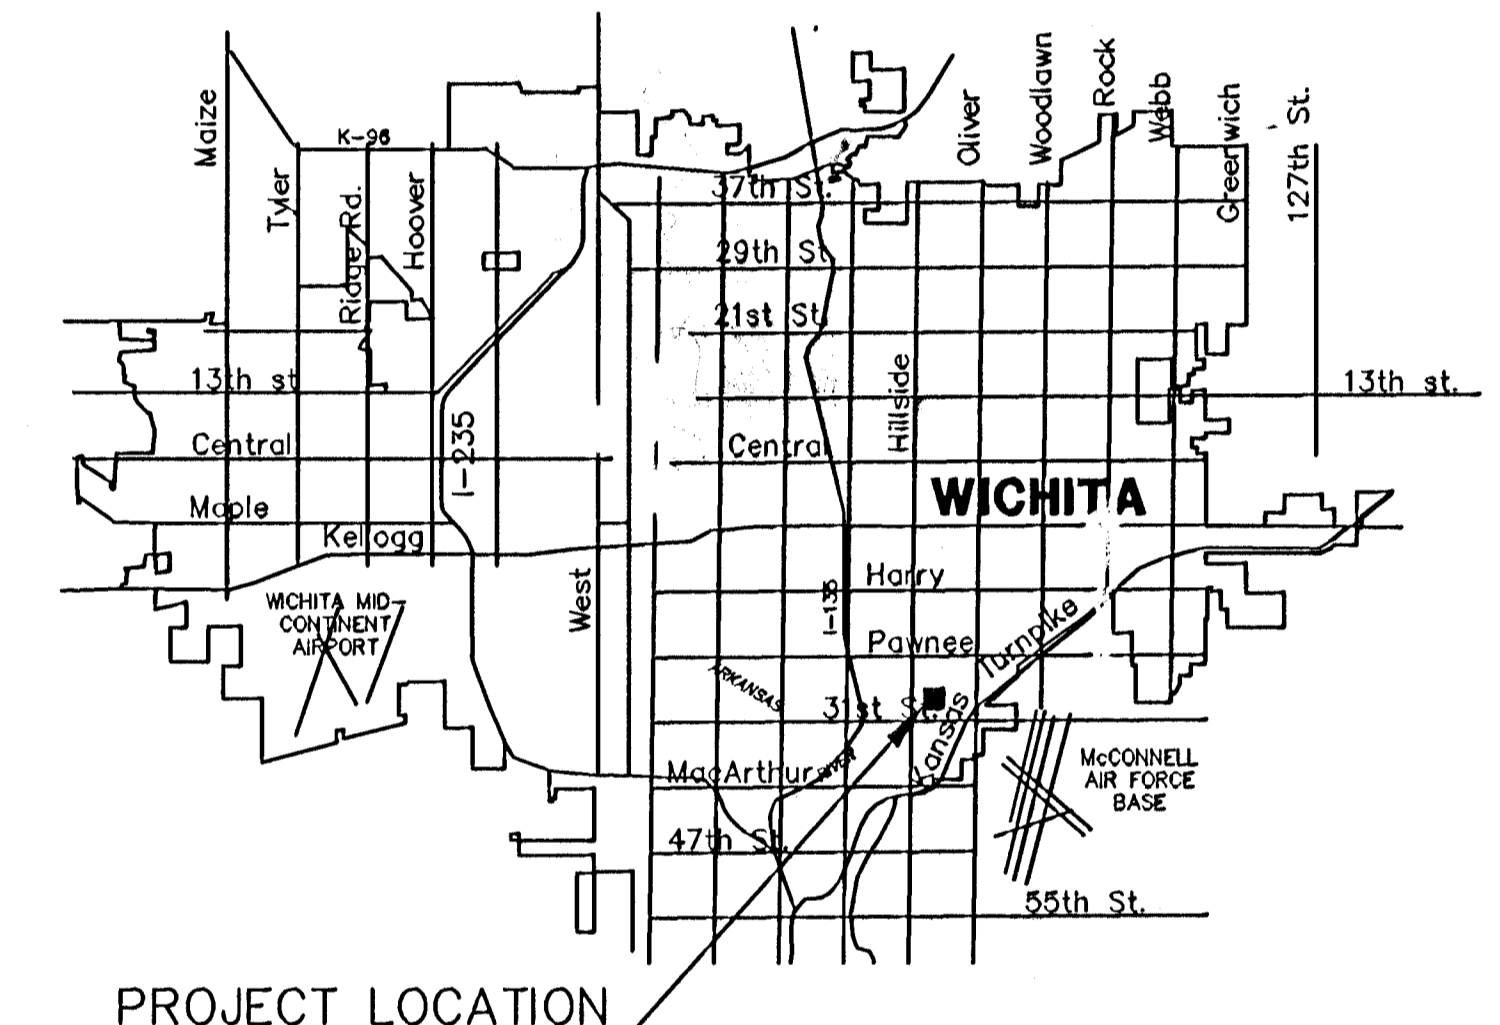 Maize
Tyler
K-96
Ridge Rd.
Hoover
Oliver
Woodlawn
Rock
Webb
Greenwich
127th St.
37th St.
29th St
21st St.
13th st
13th st.
Hillside
Central
I-235
Central
WICHITA
Maple
Kellogg
West
I-135
Harry
WICHITA MID-
CONTINENT
AIRPORT
Pawnee
Kansas Turnpike
ARKANSAS
RIVER
31st St.
MacArthur
McCONNELL
AIR FORCE
BASE
47th St.
55th St.
PROJECT LOCATION